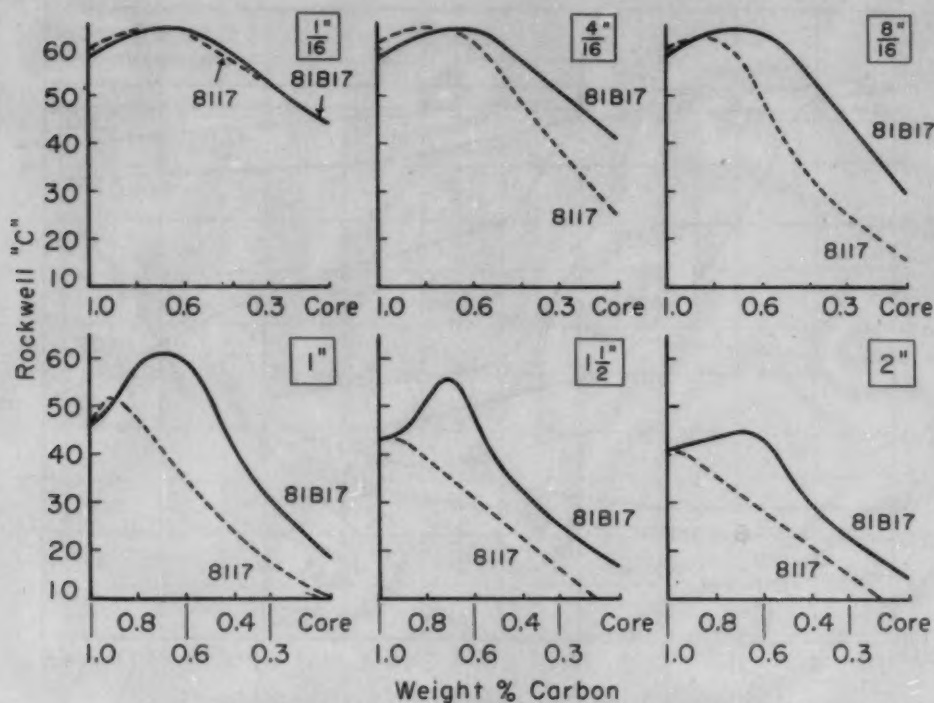 Rockwell "C"
60
50
40
30
20
10
1/16"
8117
81B17
1.0 0.6 0.3 Core
4/16"
81B17
8117
1.0 0.6 0.3 Core
8/16"
81B17
8117
1.0 0.6 0.3 Core
60
50
40
30
20
10
1"
81B17
8117
0.8 0.4 Core
1.0 0.6 0.3
1 1/2"
81B17
8117
0.8 0.4 Core
1.0 0.6 0.3
2"
81B17
8117
0.8 0.4 Core
1.0 0.6 0.3
Weight % Carbon